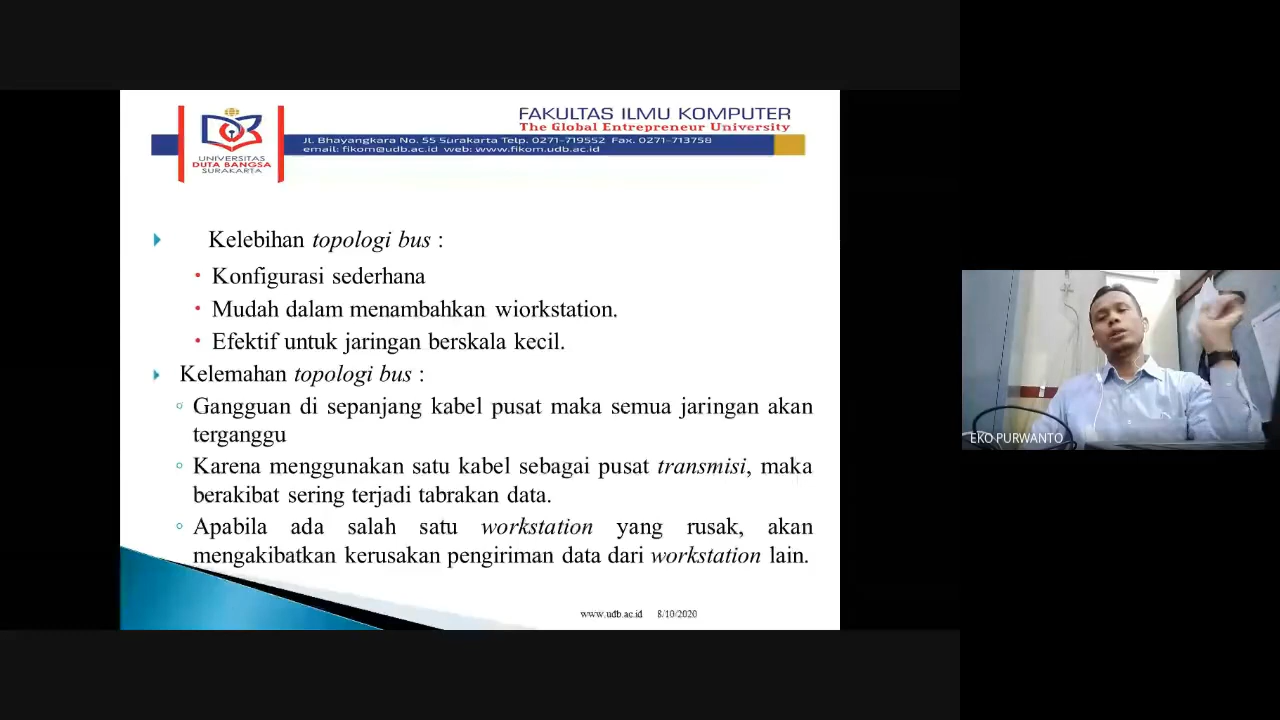 FAKULTAS ILMU KOMPUTER
The Global Entrepreneur University
Jl. Bhayangkara No. 55 Surakarta Telp. 0271-719552 Fax. 0271-713758
email: fikom@udb.ac.id web: www.fikom.udb.ac.id
UNIVERSITAS
DUTA BANGSA
SURAKARTA
Kelebihan topologi bus :
Konfigurasi sederhana
Mudah dalam menambahkan wiorkstation.
Efektif untuk jaringan berskala kecil.
Kelemahan topologi bus :
Gangguan di sepanjang kabel pusat maka semua jaringan akan
terganggu
Karena menggunakan satu kabel sebagai pusat transmisi, maka
berakibat sering terjadi tabrakan data.
Apabila ada salah satu workstation yang rusak, akan
mengakibatkan kerusakan pengiriman data dari workstation lain.
www.udb.ac.id 8/10/2020
EKO PURWANTO